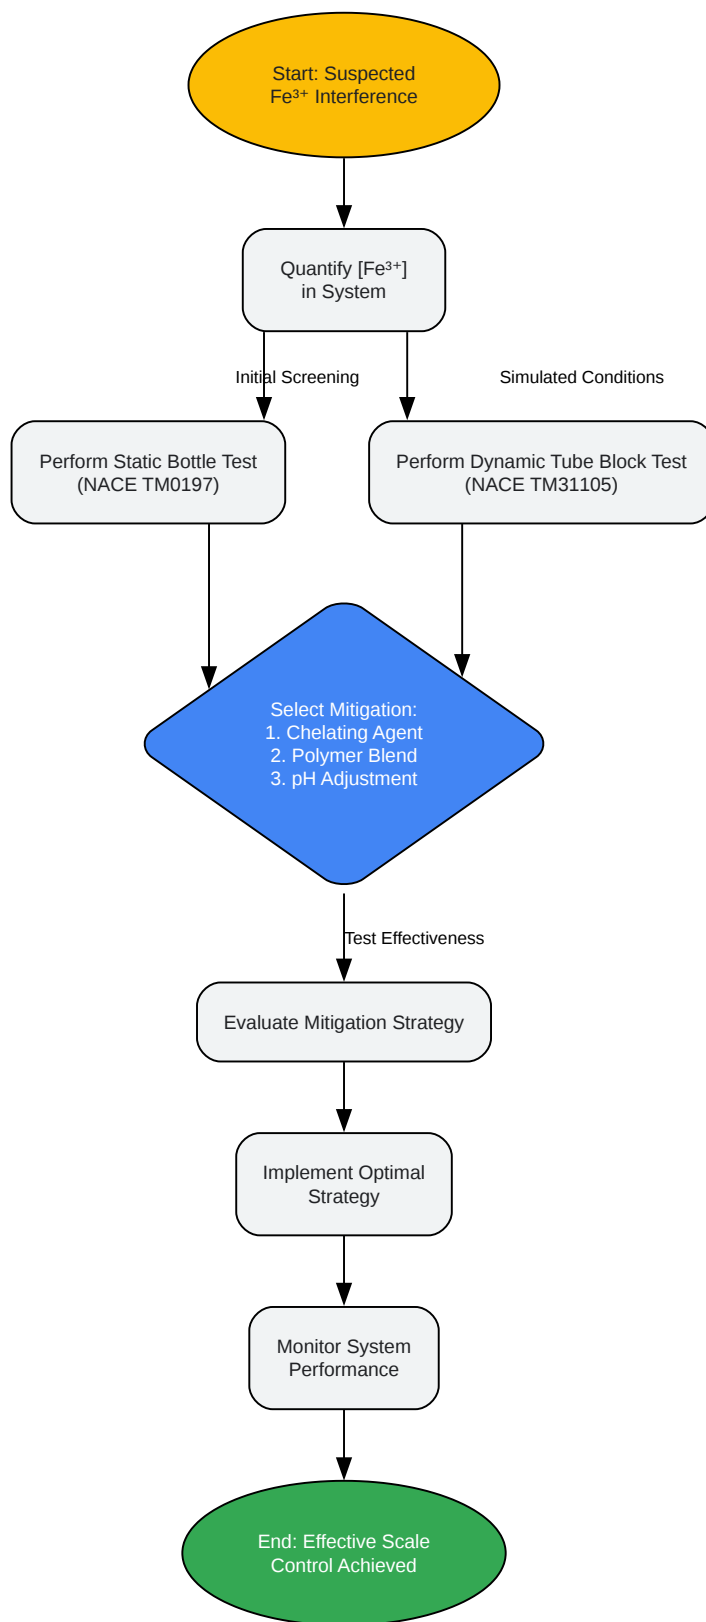 Start: Suspected
Fe³⁺ Interference
Quantify [Fe³⁺]
in System
Initial Screening
Simulated Conditions
Perform Static Bottle Test
(NACE TM0197)
Perform Dynamic Tube Block Test
(NACE TM31105)
Select Mitigation:
1. Chelating Agent
2. Polymer Blend
3. pH Adjustment
Test Effectiveness
Evaluate Mitigation Strategy
Implement Optimal
Strategy
Monitor System
Performance
End: Effective Scale
Control Achieved